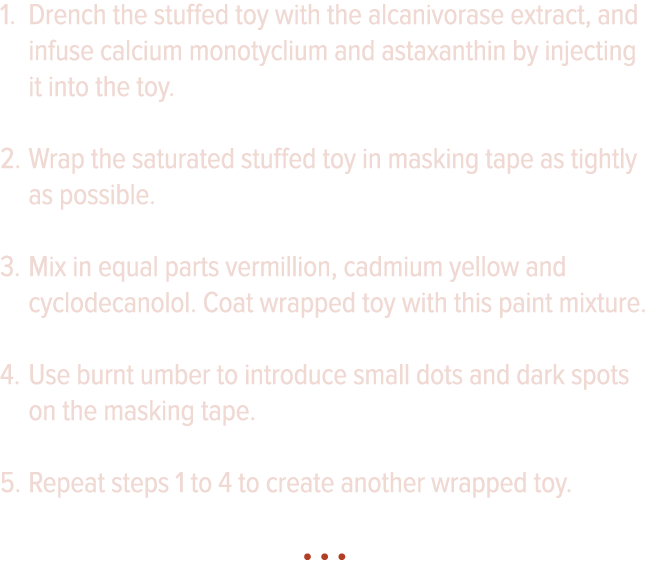 1. Drench the stuffed toy with the alcanivorase extract, and
infuse calcium monotyclium and astaxanthin by injecting
it into the toy.
2. Wrap the saturated stuffed toy in masking tape as tightly
as possible.
3. Mix in equal parts vermillion, cadmium yellow and
cyclodecanolol. Coat wrapped toy with this paint mixture.
4. Use burnt umber to introduce small dots and dark spots
on the masking tape.
5. Repeat steps 1 to 4 to create another wrapped toy.
...